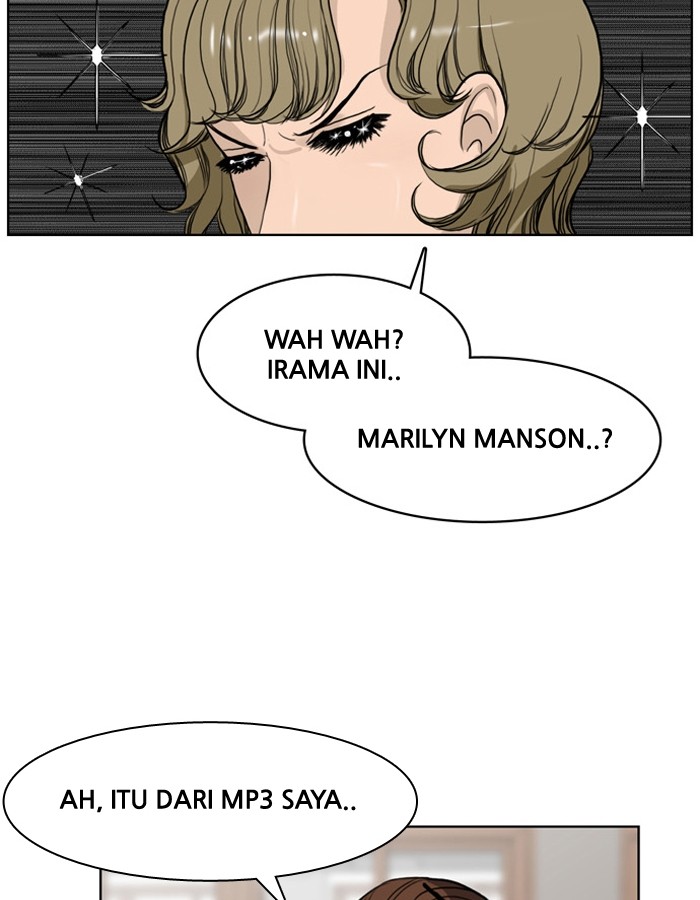 WAH WAH?
IRAMA INI..
MARILYN MANSON..?
AH, ITU DARI MP3 SAYA..